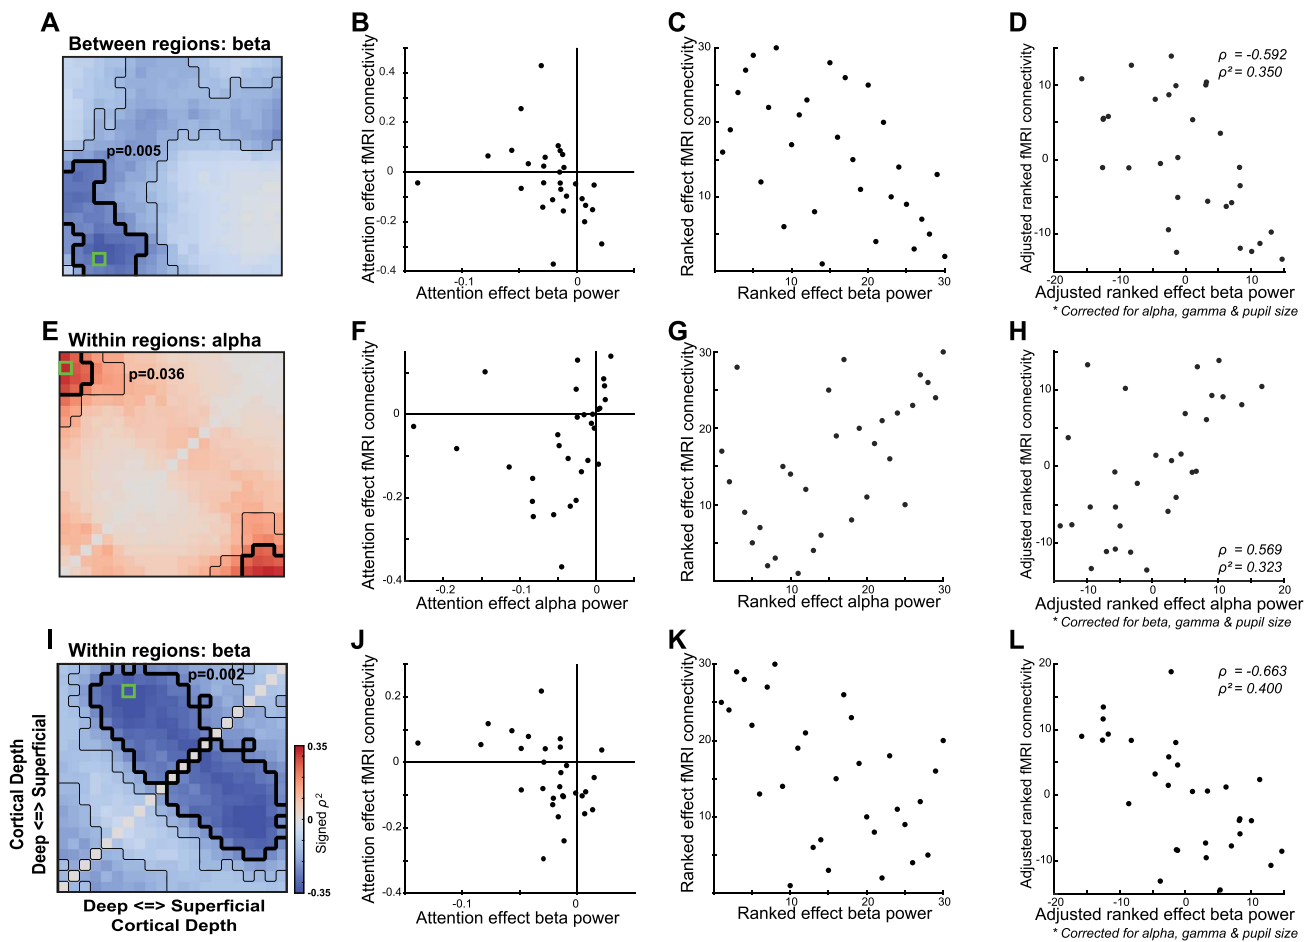 A
Between regions: beta
p=0.005
B
Attention effect fMRI connectivity
0.4
0.2
0
-0.2
-0.4
-0.1
0
Attention effect beta power
C
Ranked effect fMRI connectivity
30
20
10
10
20
30
Ranked effect beta power
D
Adjusted ranked fMRI connectivity
10
0
-10
-20
-10
0
10
ρ = -0.592
ρ² = 0.350
Adjusted ranked effect beta power
* Corrected for alpha, gamma & pupil size
E
Within regions: alpha
p=0.036
F
Attention effect fMRI connectivity
0
-0.2
-0.4
-0.2
-0.1
0
Attention effect alpha power
G
Ranked effect fMRI connectivity
30
20
10
10
20
30
Ranked effect alpha power
H
Adjusted ranked fMRI connectivity
10
0
-10
-10
0
10
20
ρ = 0.569
ρ² = 0.323
Adjusted ranked effect alpha power
* Corrected for beta, gamma & pupil size
I
Within regions: beta
p=0.002
Cortical Depth
Deep <=> Superficial
Deep <=> Superficial
Cortical Depth
0.35
0
-0.35
Signed ρ²
J
Attention effect fMRI connectivity
0.2
0
-0.2
-0.4
-0.1
0
Attention effect beta power
K
Ranked effect fMRI connectivity
30
20
10
10
20
30
Ranked effect beta power
L
Adjusted ranked fMRI connectivity
20
10
0
-10
-20
-10
0
10
ρ = -0.663
ρ² = 0.400
Adjusted ranked effect beta power
* Corrected for alpha, gamma & pupil size